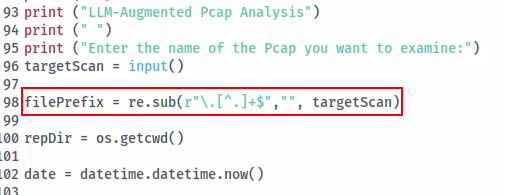 93 print ("LLM-Augmented Pcap Analysis")
94 print (" ")
95 print ("Enter the name of the Pcap you want to examine:")
96 targetScan = input()
97
98 filePrefix = re.sub(r"\.[^.]+$","", targetScan)
99
100 repDir = os.getcwd()
101
102 date = datetime.datetime.now()
103